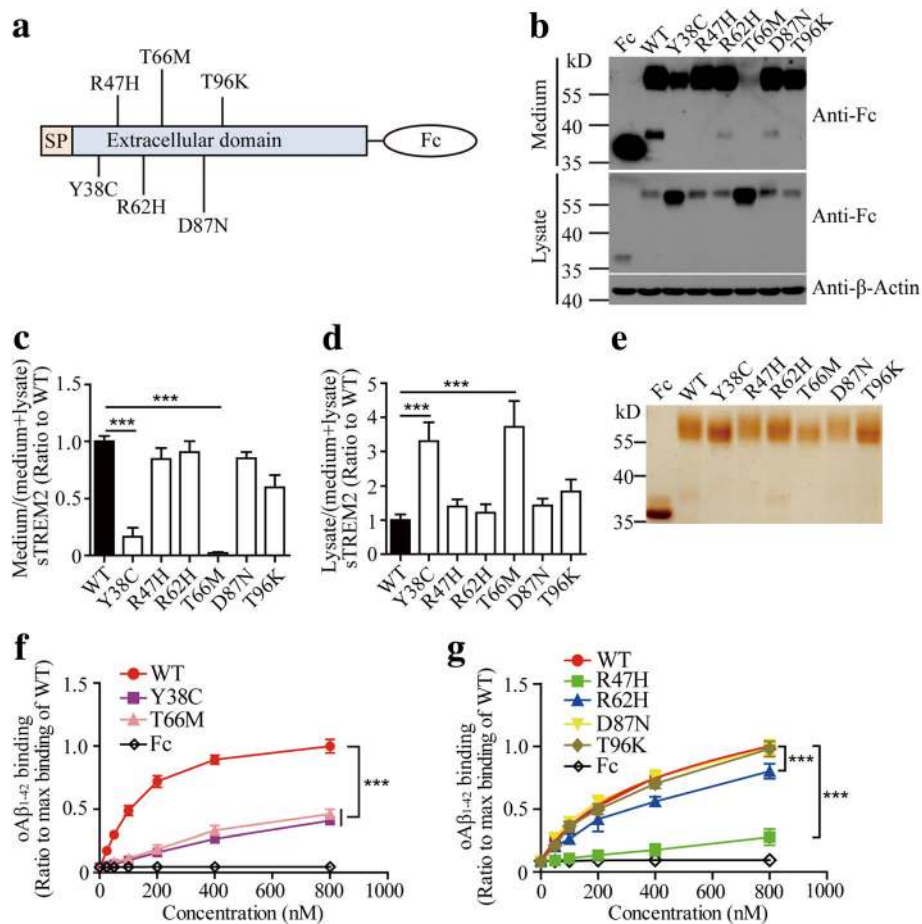 a
R47H
T66M
T96K
SP
Extracellular domain
Fc
Y38C
R62H
D87N
b
kD
Fc
WT
Y38C
R47H
R62H
T66M
D87N
T96K
Medium
55
40
35
Anti-Fc
Lysate
55
40
35
Anti-Fc
40
Anti-β-Actin
c
Medium/(medium+lysate)
sTREM2 (Ratio to WT)
1.5
1.0
0.5
0
***
***
WT
Y38C
R47H
R62H
T66M
D87N
T96K
d
Lysate/(medium+lysate)
sTREM2 (Ratio to WT)
5
4
3
2
1
0
***
***
WT
Y38C
R47H
R62H
T66M
D87N
T96K
e
kD
Fc
WT
Y38C
R47H
R62H
T66M
D87N
T96K
55
40
35
f
oAβ1-42 binding
(Ratio to max binding of WT)
1.5
1.0
0.5
0.0
WT
Y38C
T66M
Fc
***
0 200 400 600 800 1000
Concentration (nM)
g
oAβ1-42 binding
(Ratio to max binding of WT)
1.5
1.0
0.5
0.0
WT
R47H
R62H
D87N
T96K
Fc
***
***
0 200 400 600 800 1000
Concentration (nM)